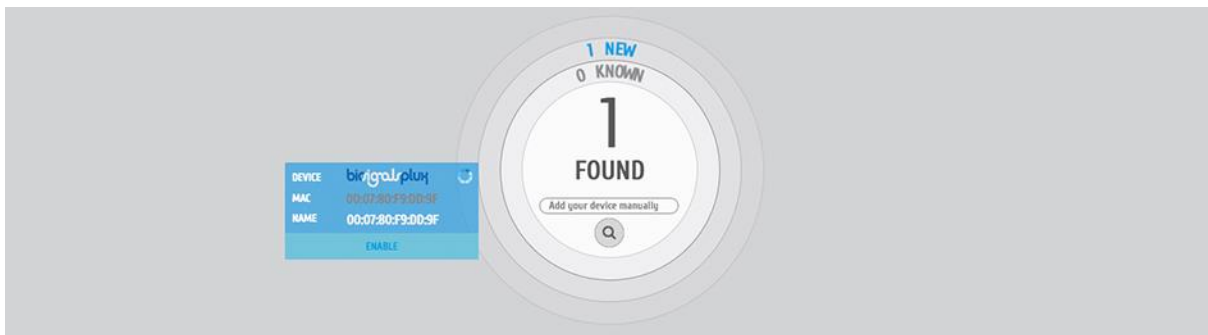 1 NEW
0 KNOWN
1
FOUND
Add your device manually
DEVICE biosignalsplux
MAC 00:07:80:F9:DD:9F
NAME 00:07:80:F9:DD:9F
ENABLE